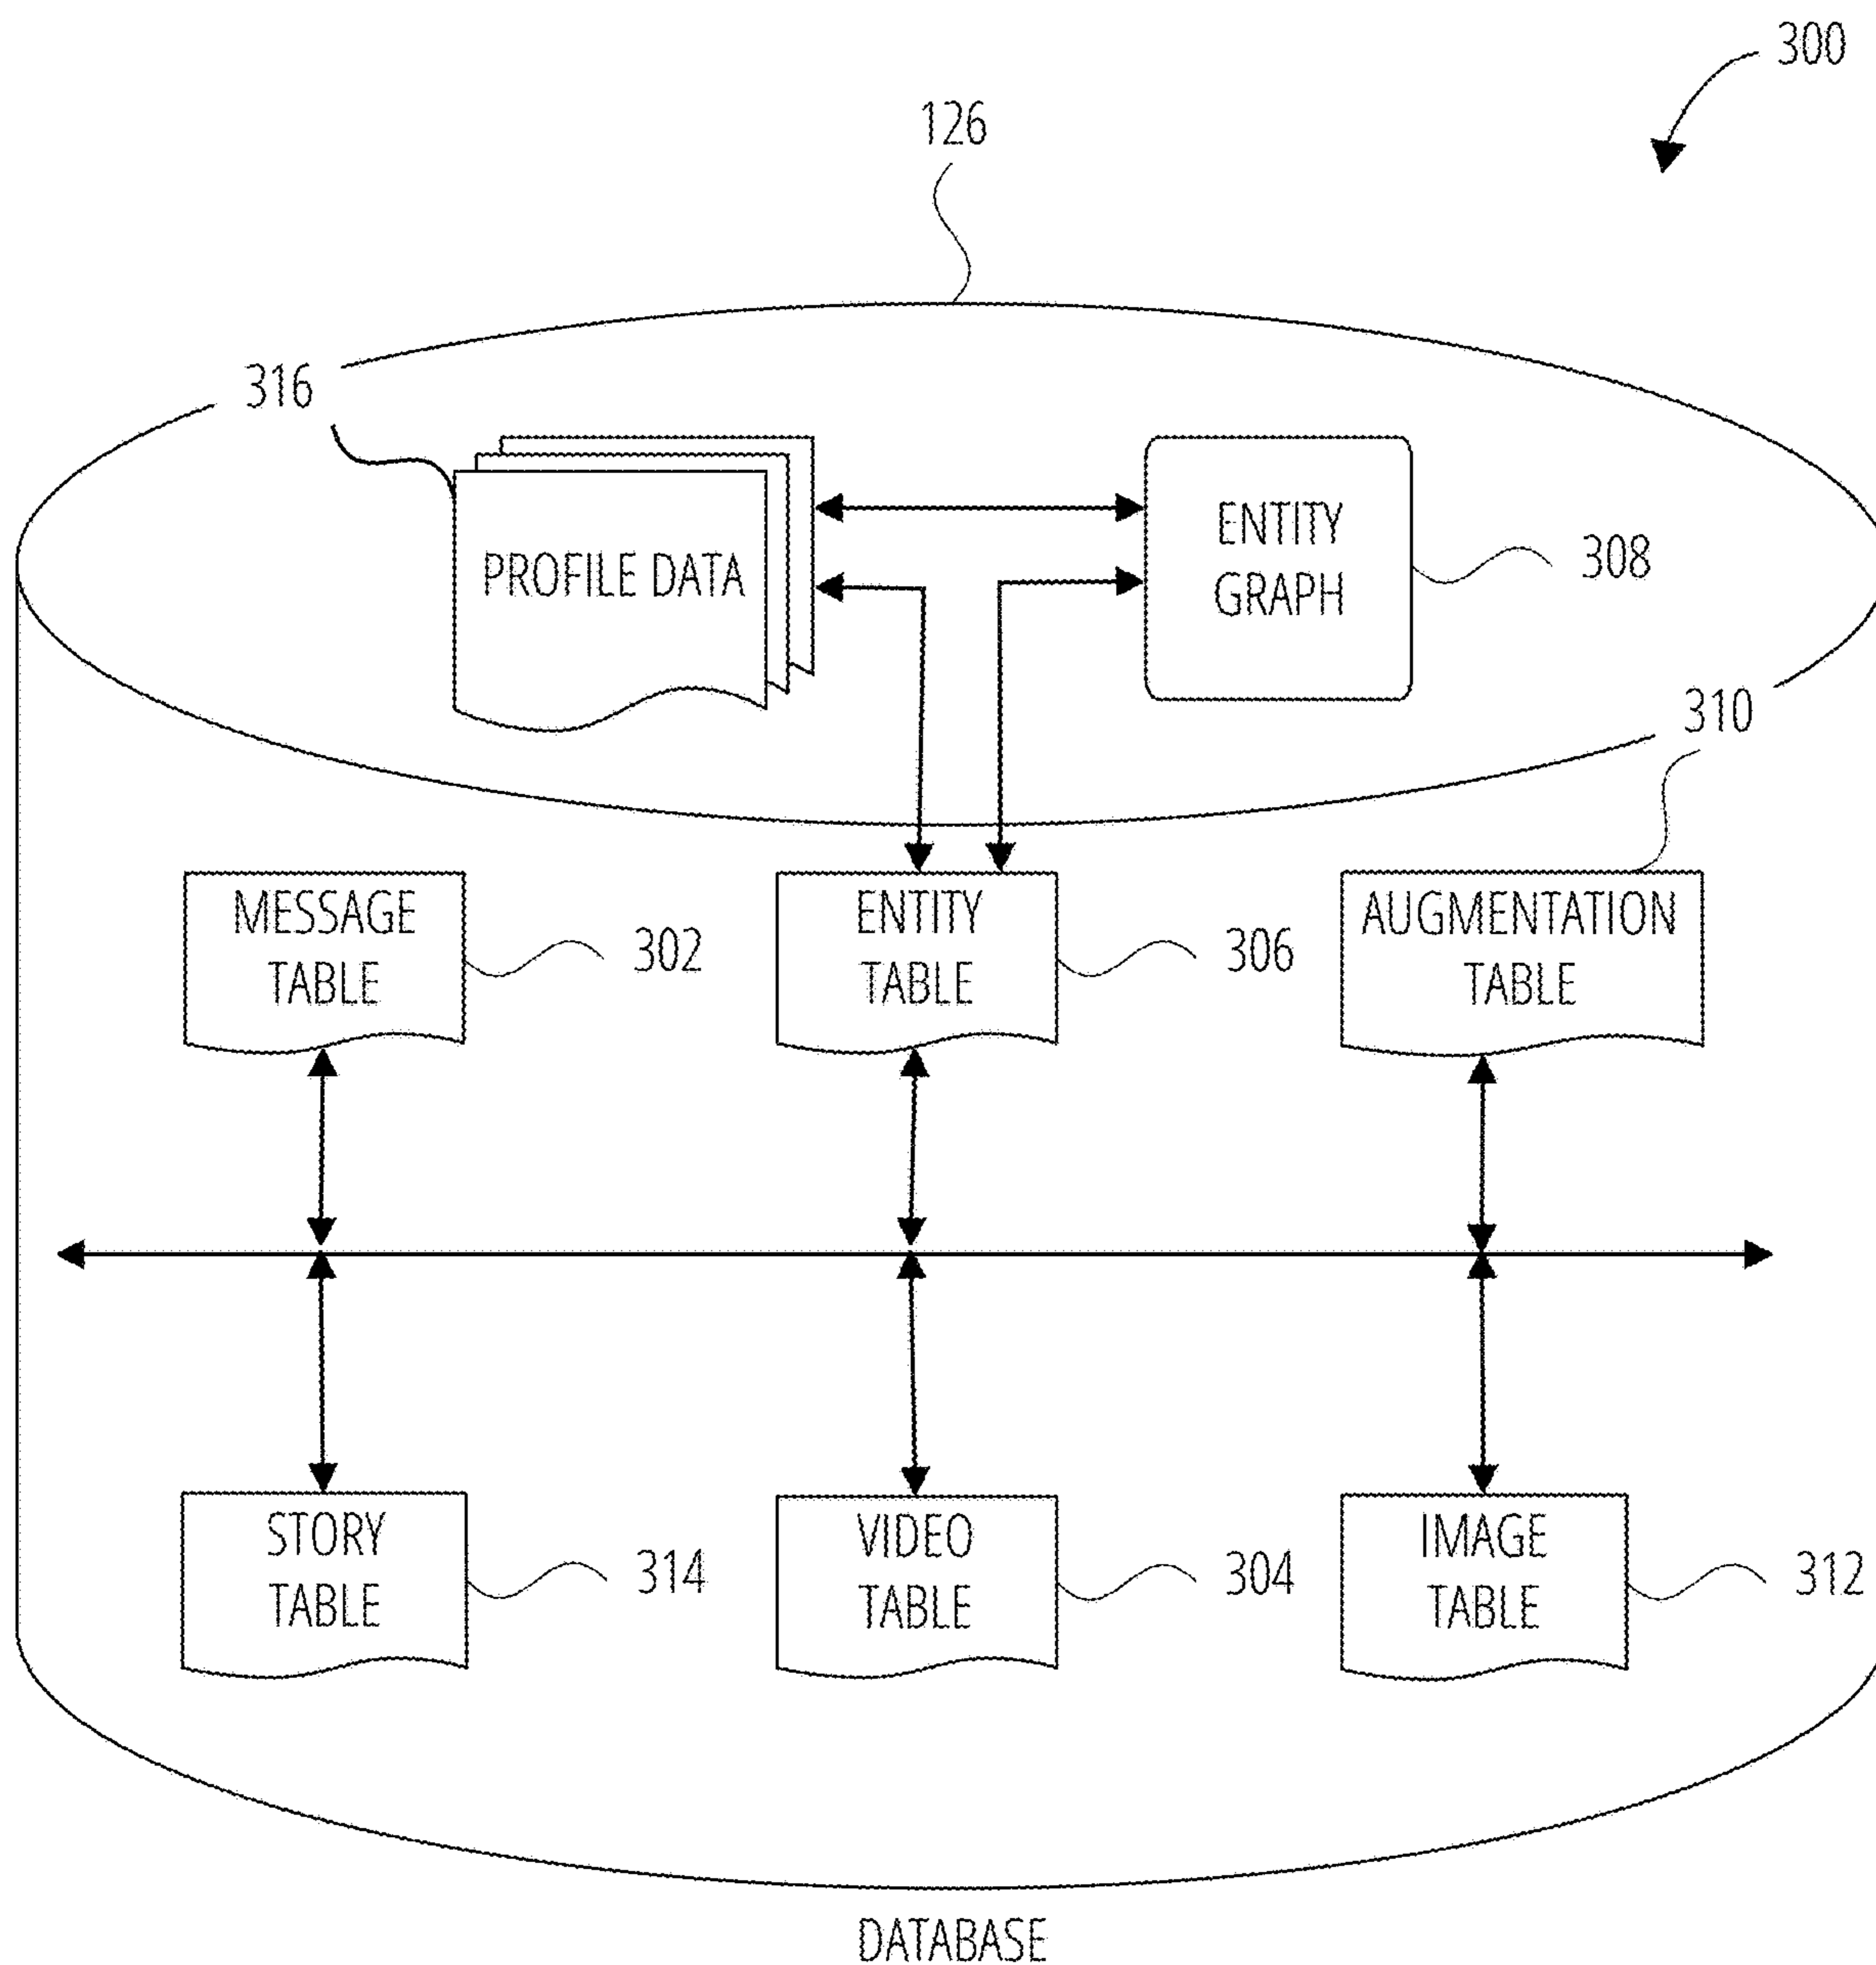 300
126
316
PROFILE DATA
ENTITY
GRAPH
308
310
MESSAGE
TABLE
302
ENTITY
TABLE
306
AUGMENTATION
TABLE
STORY
TABLE
314
VIDEO
TABLE
304
IMAGE
TABLE
312
DATABASE